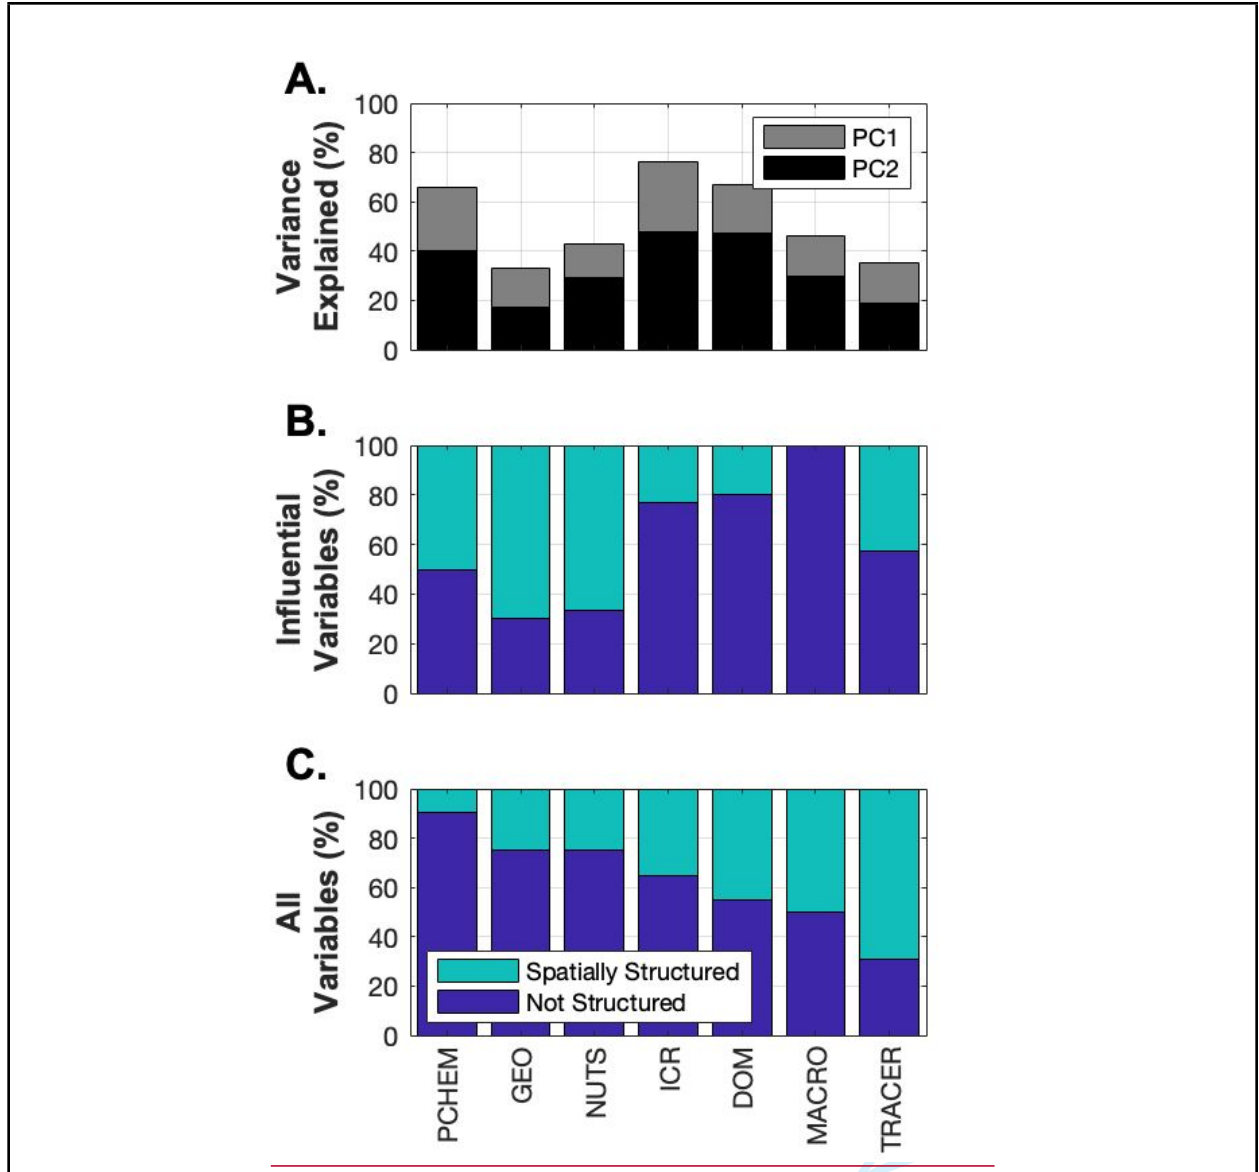 A.
Variance
Explained (%)
100
80
60
40
20
0
PC1
PC2
B.
Influential
Variables (%)
100
80
60
40
20
0
C.
All
Variables (%)
100
80
60
40
20
0
Spatially Structured
Not Structured
PCHEM
GEO
NUTS
ICR
DOM
MACRO
TRACER